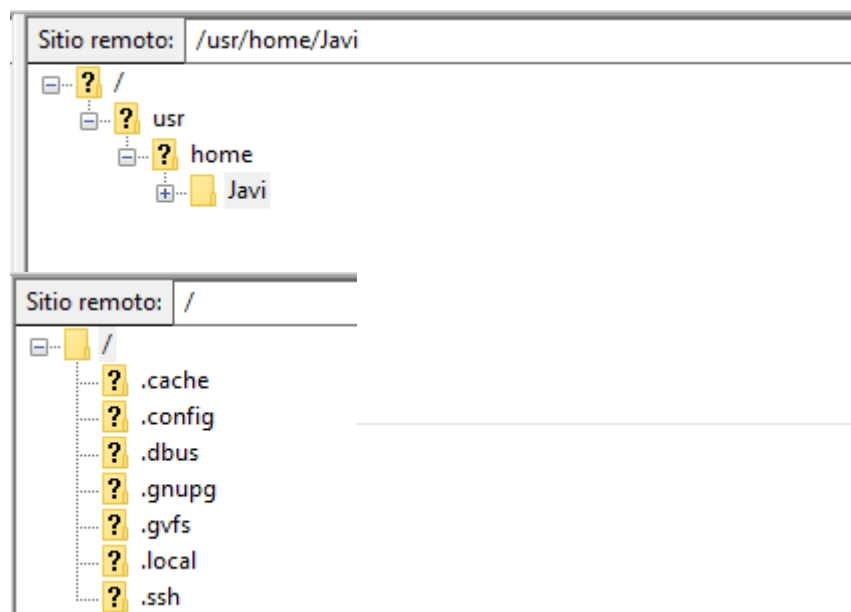 Sitio remoto: /usr/home/Javi
/
usr
home
Javi
Sitio remoto: /
/
.cache
.config
.dbus
.gnupg
.gvfs
.local
.ssh